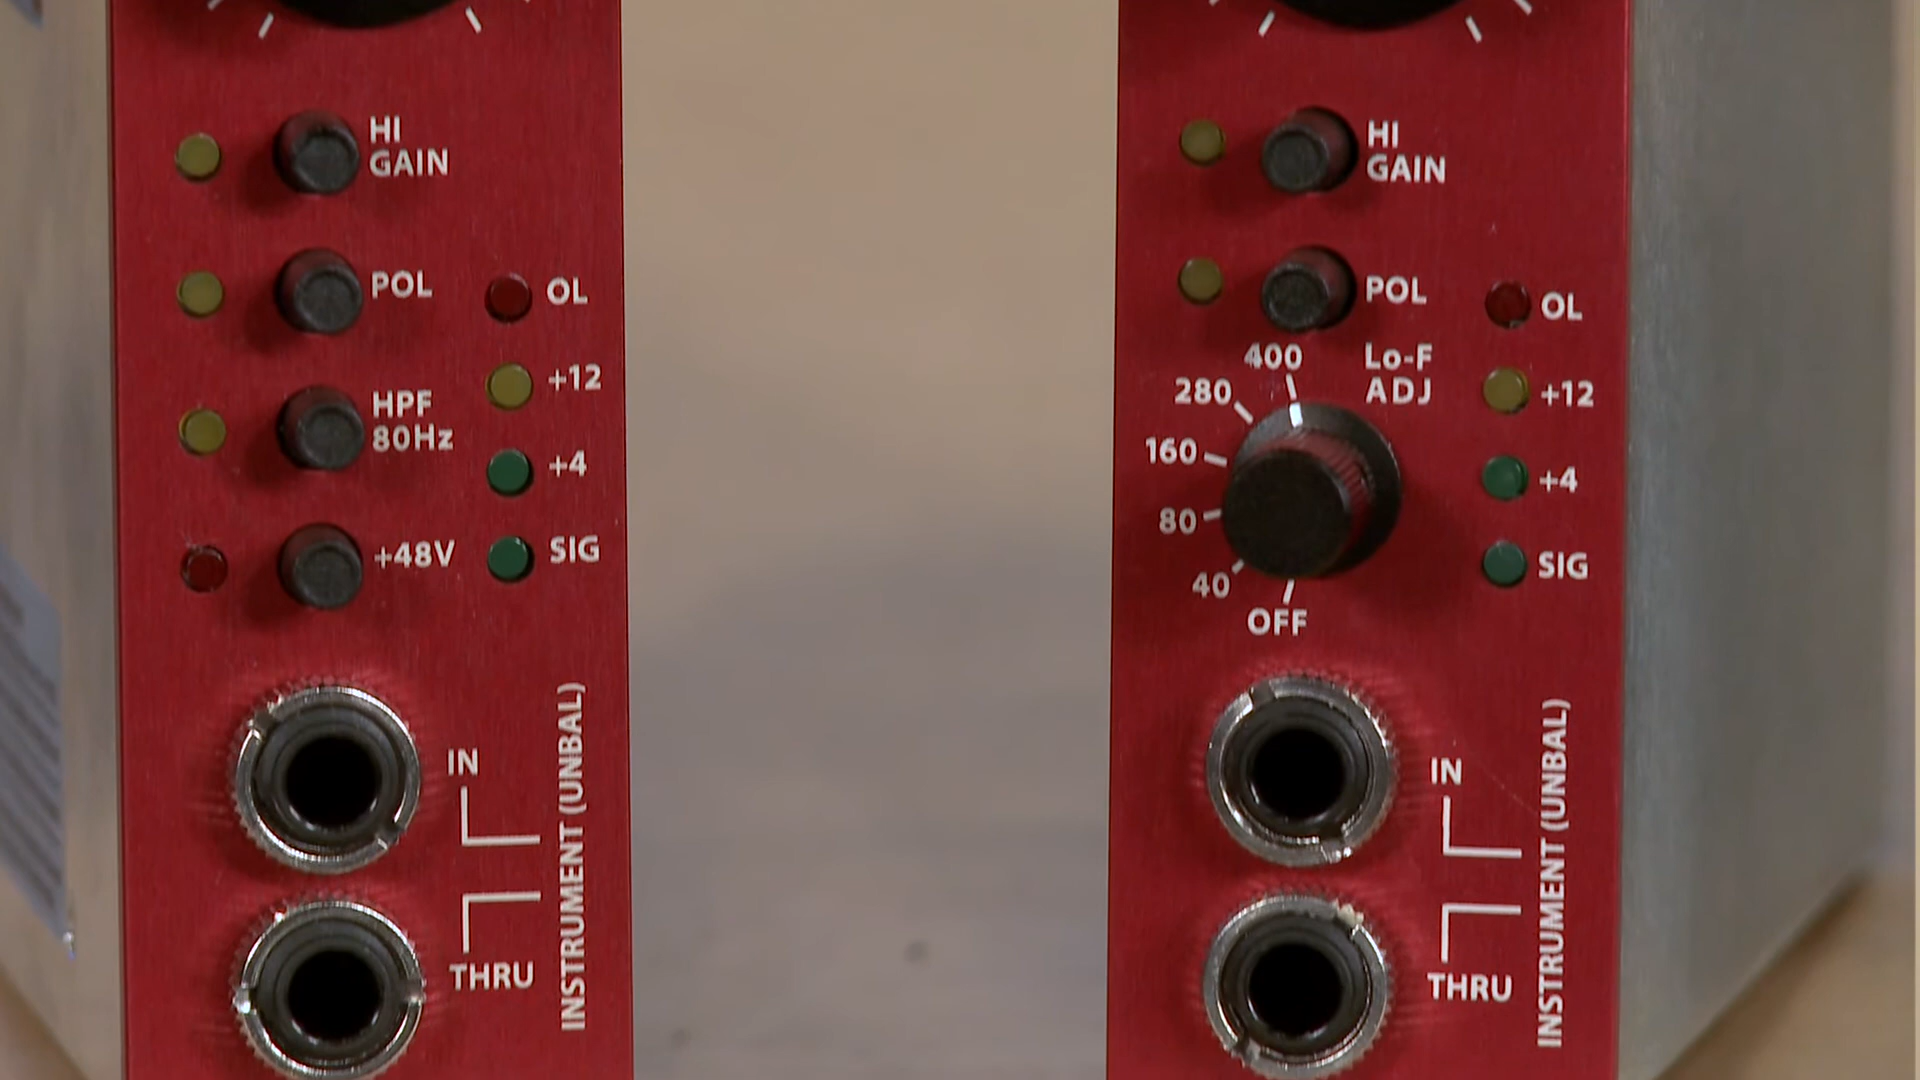 HI
GAIN
POL
OL
+12
HPF
80Hz
+4
+48V
SIG
IN
THRU
INSTRUMENT (UNBAL)
HI
GAIN
POL
OL
400
Lo-F
ADJ
280
+12
160
+4
80
SIG
40
OFF
IN
THRU
INSTRUMENT (UNBAL)